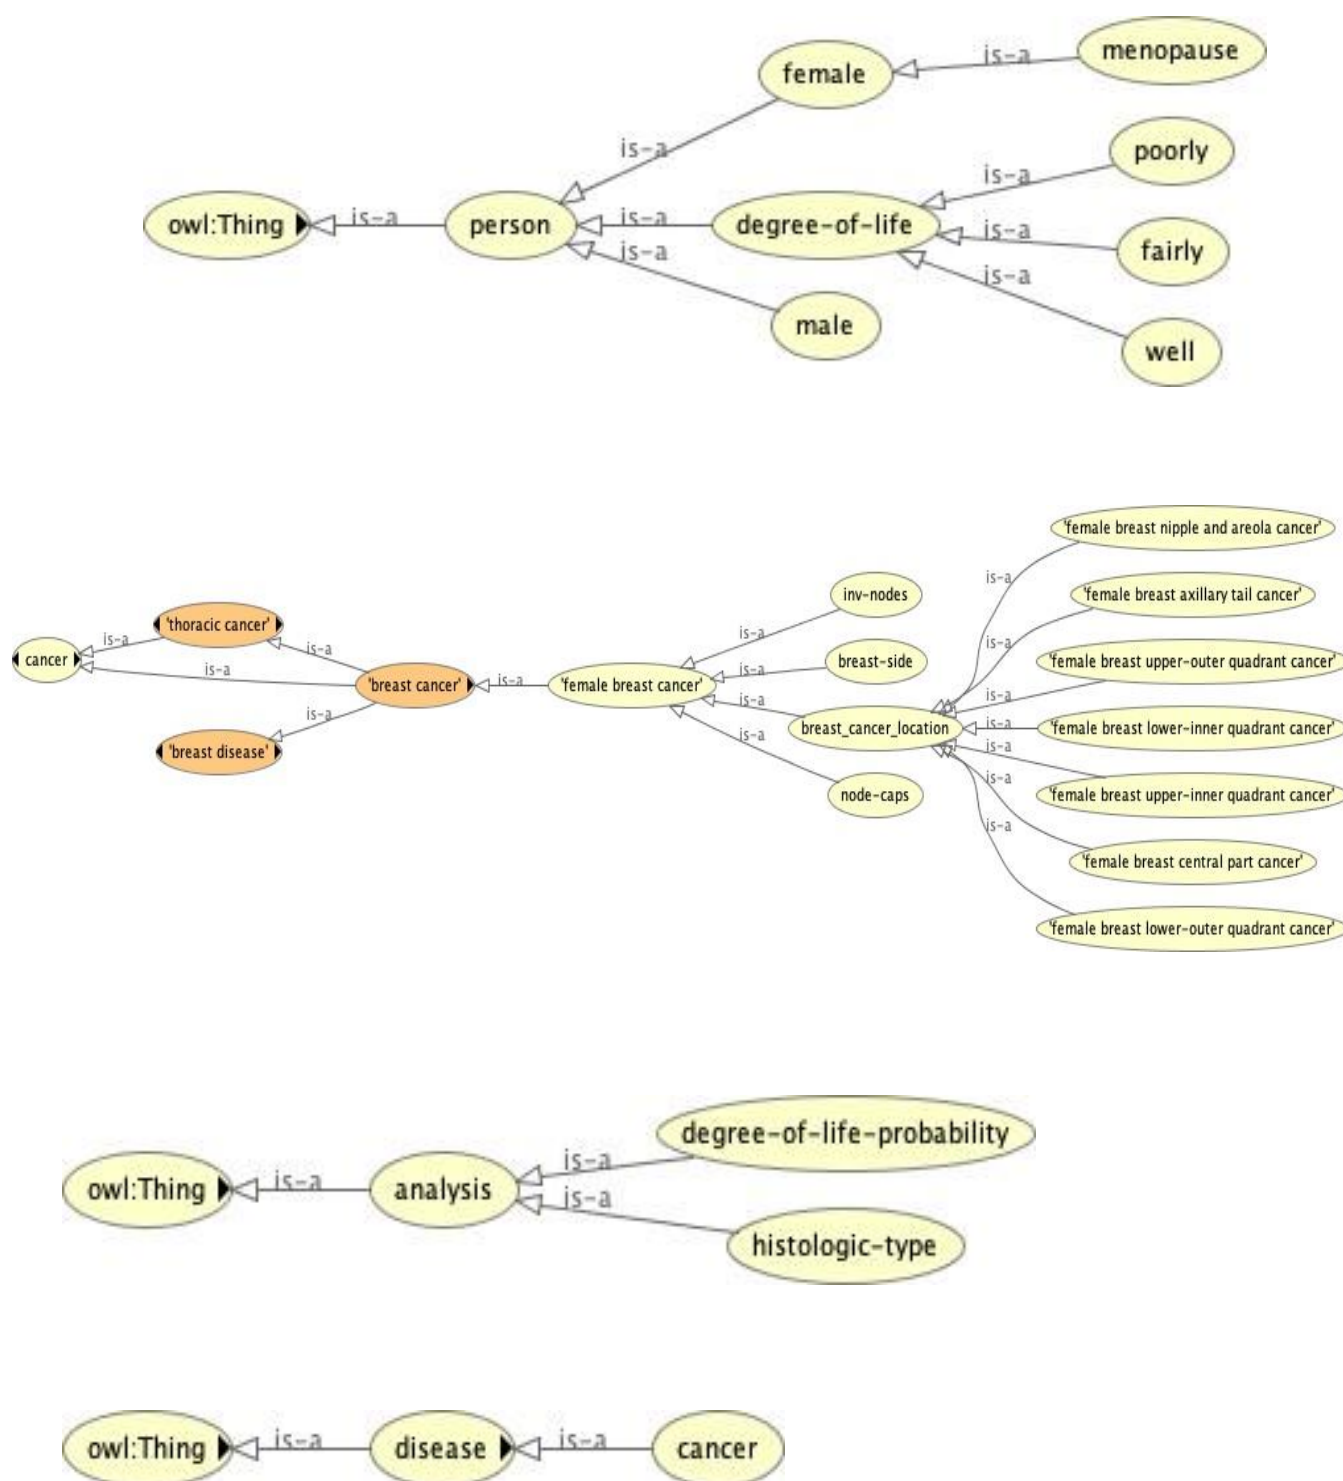 menopause
is-a
female
poorly
is-a
is-a
owl:Thing
is-a
person
is-a
degree-of-life
is-a
fairly
is-a
is-a
male
well
'female breast nipple and areola cancer'
is-a
'female breast axillary tail cancer'
inv-nodes
'thoracic cancer'
is-a
is-a
is-a
'female breast upper-outer quadrant cancer'
cancer
is-a
is-a
breast-side
is-a
'breast cancer'
is-a
'female breast cancer'
is-a
is-a
breast_cancer_location
is-a
'female breast lower-inner quadrant cancer'
is-a
is-a
is-a
'breast disease'
is-a
node-caps
'female breast upper-inner quadrant cancer'
is-a
'female breast central part cancer'
'female breast lower-outer quadrant cancer'
degree-of-life-probability
is-a
owl:Thing
is-a
analysis
is-a
histologic-type
owl:Thing
is-a
disease
is-a
cancer